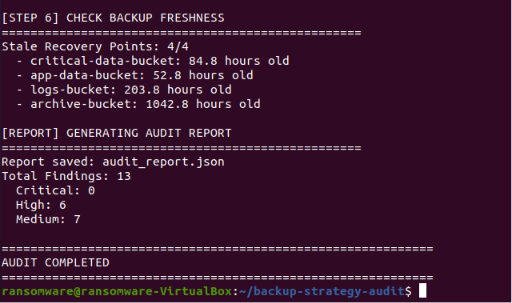 [STEP 6] CHECK BACKUP FRESHNESS
==================================================
Stale Recovery Points: 4/4
  - critical-data-bucket: 84.8 hours old
  - app-data-bucket: 52.8 hours old
  - logs-bucket: 203.8 hours old
  - archive-bucket: 1042.8 hours old
[REPORT] GENERATING AUDIT REPORT
==================================================
Report saved: audit_report.json
Total Findings: 13
  Critical: 0
  High: 6
  Medium: 7
============================================================
AUDIT COMPLETED
============================================================
ransomware@ransomware-VirtualBox:~/backup-strategy-audit$